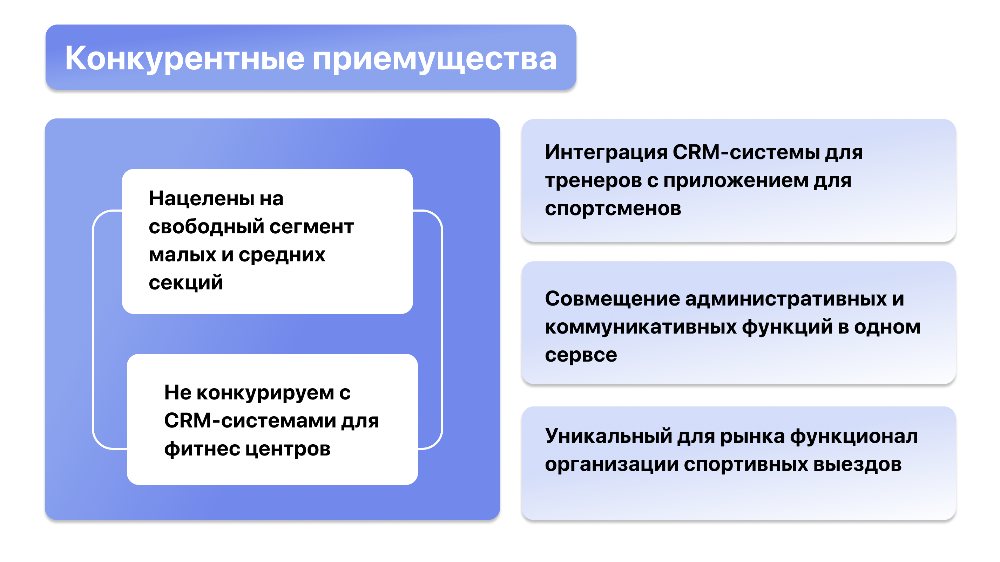 Конкурентные приемущества
Нацелены на
свободный сегмент
малых и средних
секций
Не конкурируем с
CRM-системами для
фитнес центров
Интеграция CRM-системы для
тренеров с приложением для
спортсменов
Совмещение административных и
коммуникативных функций в одном
сервсе
Уникальный для рынка функционал
организации спортивных выездов